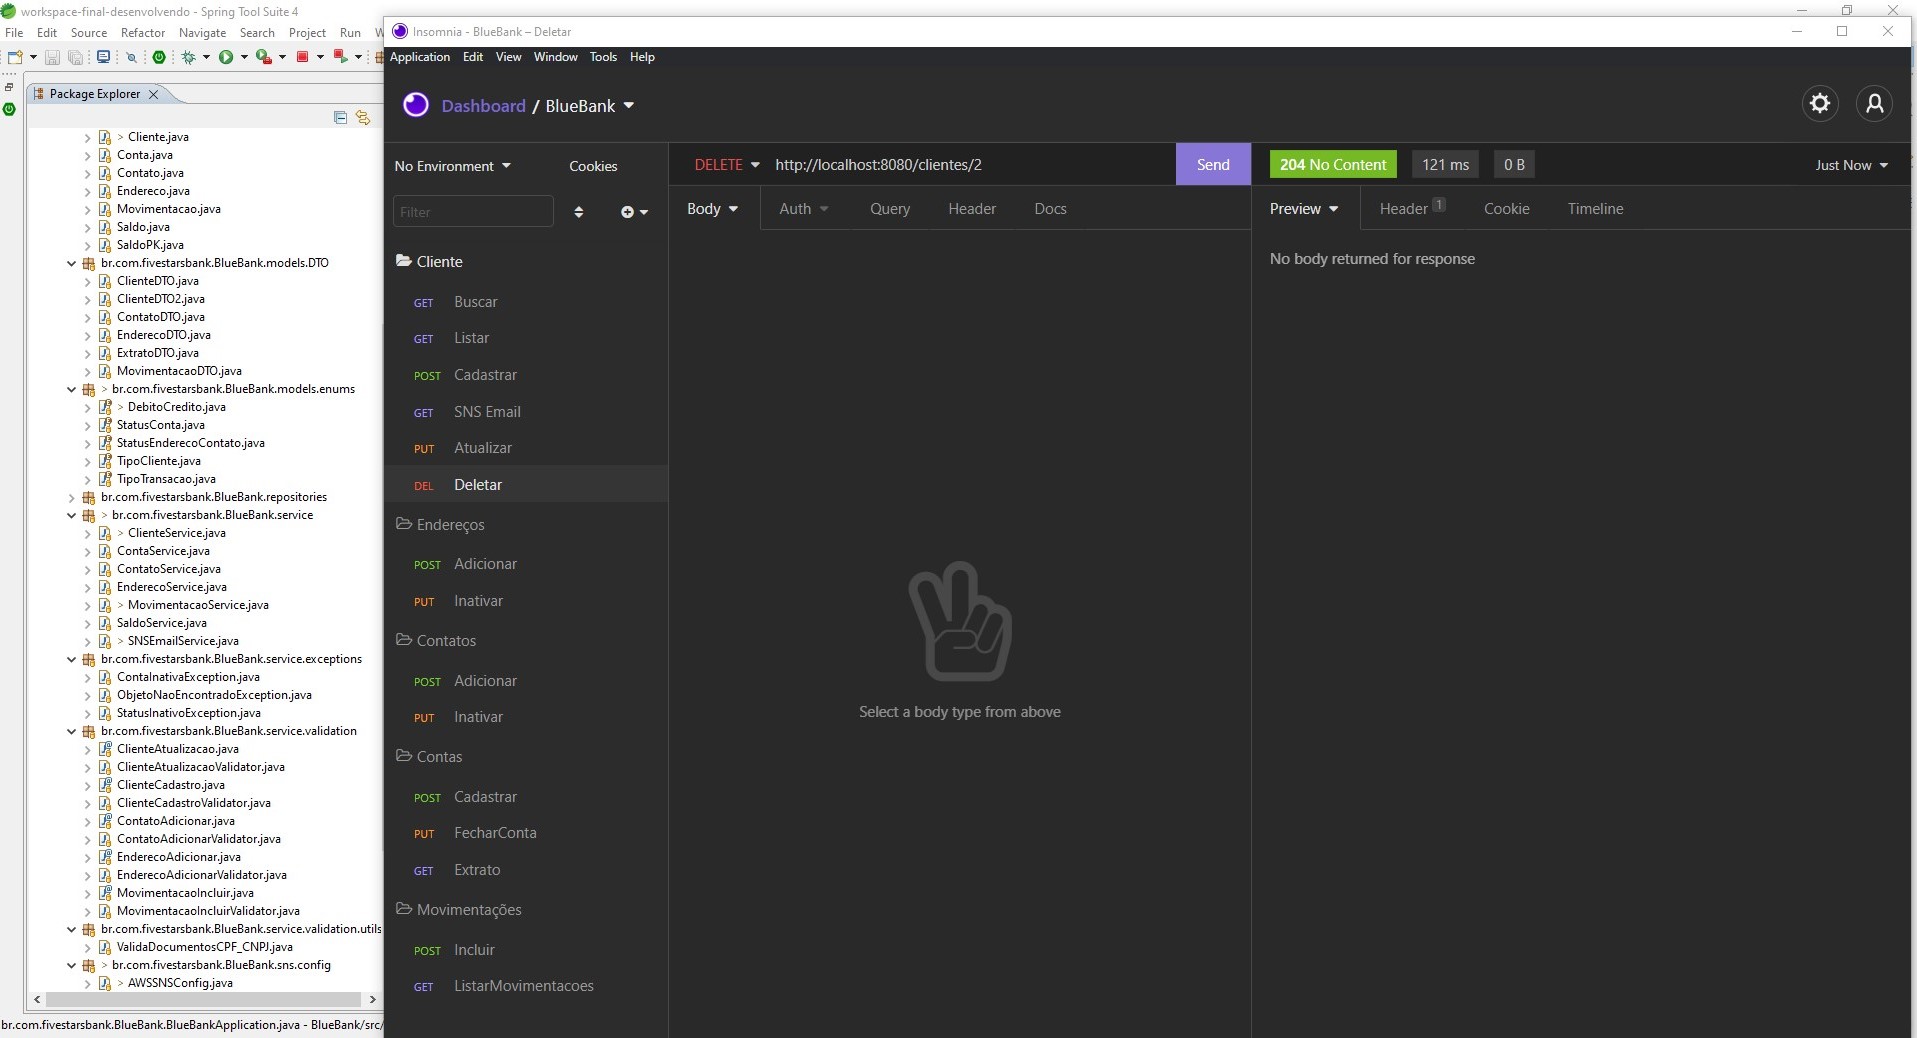 workspace-final-desenvolvendo - Spring Tool Suite 4
File Edit Source Refactor Navigate Search Project Run W
Package Explorer
> Cliente.java
Conta.java
Contato.java
Endereco.java
Movimentacao.java
Saldo.java
SaldoPK.java
br.com.fivestarsbank.BlueBank.models.DTO
ClienteDTO.java
ClienteDTO2.java
ContatoDTO.java
EnderecoDTO.java
ExtratoDTO.java
MovimentacaoDTO.java
> br.com.fivestarsbank.BlueBank.models.enums
> DebitoCredito.java
StatusConta.java
StatusEnderecoContato.java
TipoCliente.java
TipoTransacao.java
br.com.fivestarsbank.BlueBank.repositories
> br.com.fivestarsbank.BlueBank.service
> ClienteService.java
ContaService.java
ContatoService.java
EnderecoService.java
> MovimentacaoService.java
SaldoService.java
> SNSEmailService.java
br.com.fivestarsbank.BlueBank.service.exceptions
ContaInativaException.java
ObjetoNaoEncontradoException.java
StatusInativoException.java
br.com.fivestarsbank.BlueBank.service.validation
ClienteAtualizacao.java
ClienteAtualizacaoValidator.java
ClienteCadastro.java
ClienteCadastroValidator.java
ContatoAdicionar.java
ContatoAdicionarValidator.java
EnderecoAdicionar.java
EnderecoAdicionarValidator.java
MovimentacaoIncluir.java
MovimentacaoIncluirValidator.java
br.com.fivestarsbank.BlueBank.service.validation.utils
ValidaDocumentosCPF_CNPJ.java
> br.com.fivestarsbank.BlueBank.sns.config
> AWSSNSConfig.java
br.com.fivestarsbank.BlueBank.BlueBankApplication.java - BlueBank/src/
Insomnia - BlueBank – Deletar
Application Edit View Window Tools Help
Dashboard / BlueBank
No Environment Cookies
Filter
Cliente
GET Buscar
GET Listar
POST Cadastrar
GET SNS Email
PUT Atualizar
DEL Deletar
Endereços
POST Adicionar
PUT Inativar
Contatos
POST Adicionar
PUT Inativar
Contas
POST Cadastrar
PUT FecharConta
GET Extrato
Movimentações
POST Incluir
GET ListarMovimentacoes
DELETE http://localhost:8080/clientes/2 Send
Body Auth Query Header Docs
Select a body type from above
204 No Content 121 ms 0 B Just Now
Preview Header 1 Cookie Timeline
No body returned for response